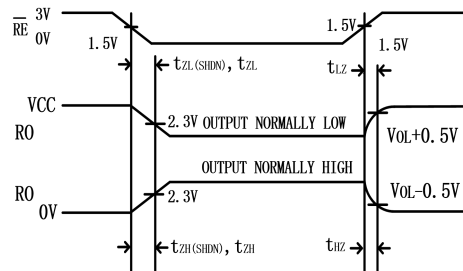 3V
RE
0V
1.5V
1.5V
1.5V
tZL(SHDN), tZL
tLZ
VCC
RO
2.3V OUTPUT NORMALLY LOW
VOL+0.5V
OUTPUT NORMALLY HIGH
RO
2.3V
VOL-0.5V
0V
tZH(SHDN), tZH
tHZ